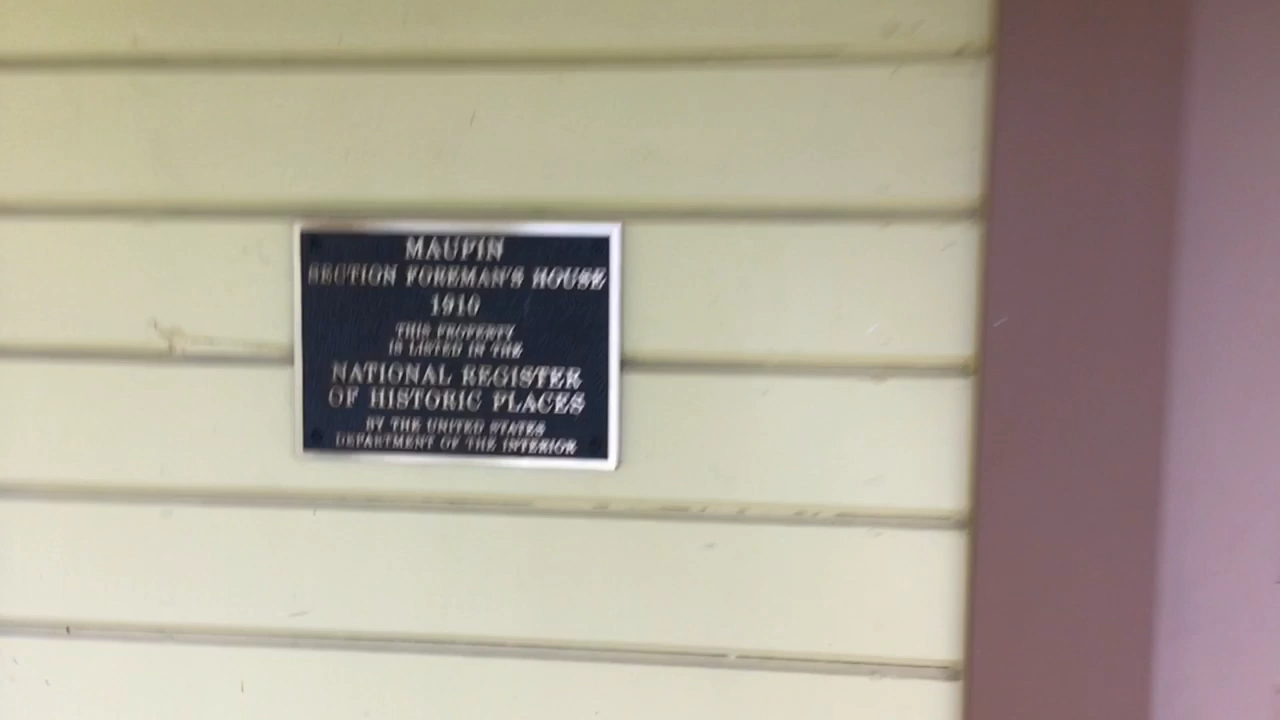 MAUPIN
SECTION FOREMAN'S HOUSE
1910
THIS PROPERTY
IS LISTED IN THE
NATIONAL REGISTER
OF HISTORIC PLACES
BY THE UNITED STATES
DEPARTMENT OF THE INTERIOR